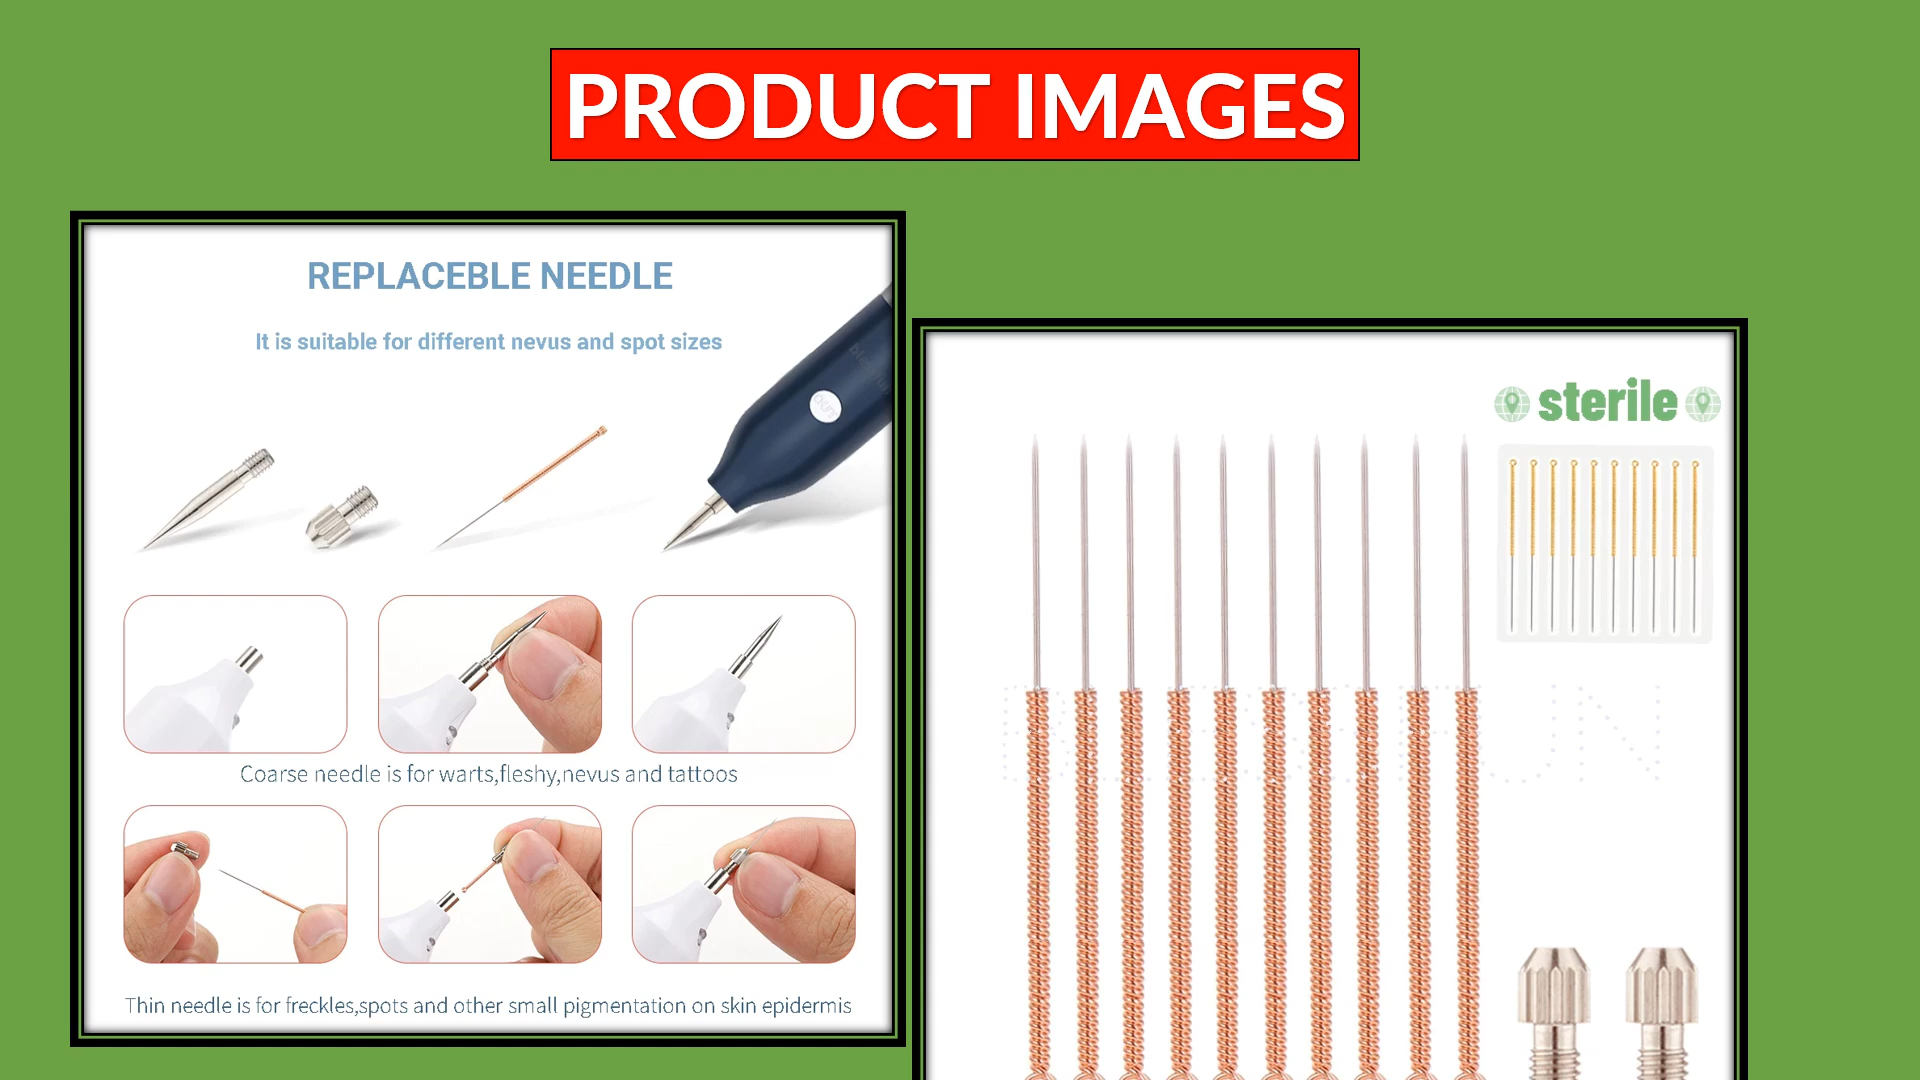 PRODUCT IMAGES
REPLACEBLE NEEDLE
It is suitable for different nevus and spot sizes
sterile
Coarse needle is for warts,fleshy,nevus and tattoos
Thin needle is for freckles,spots and other small pigmentation on skin epidermis